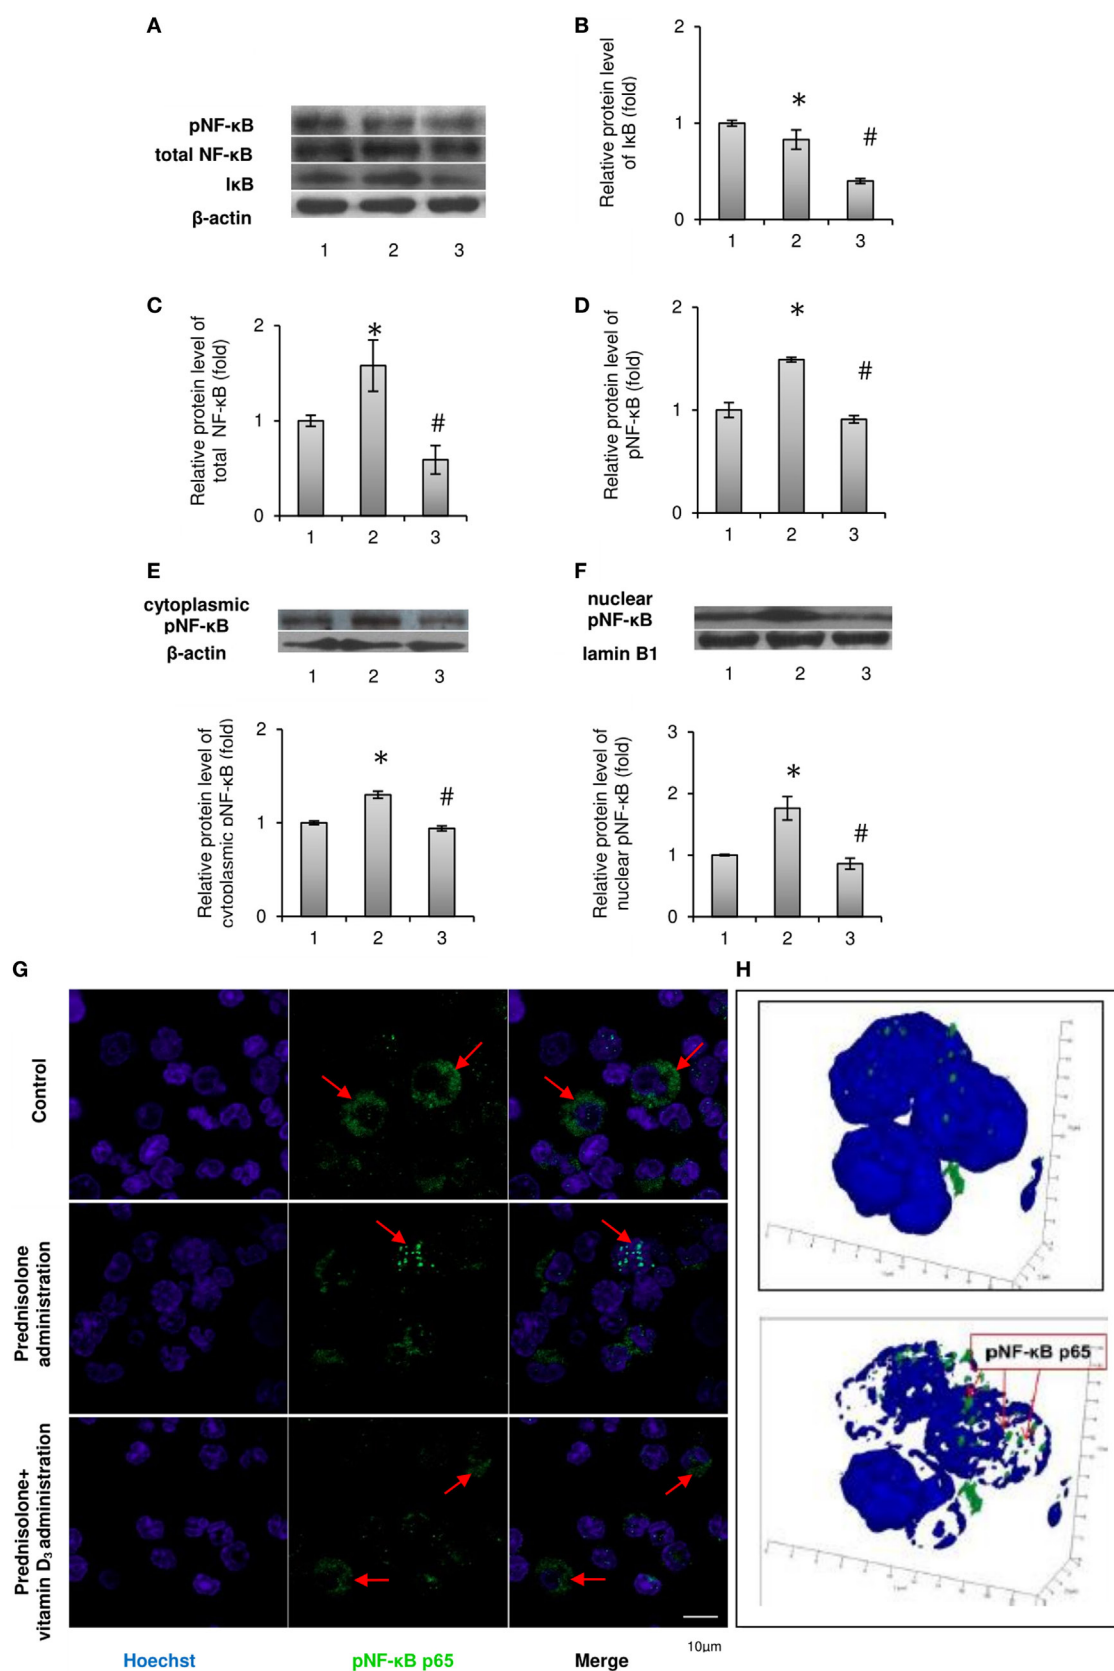 A
pNF-κB
total NF-κB
IκB
β-actin
1 2 3
B
Relative protein level
of IκB (fold)
2
*
#
1
0
1 2 3
C
Relative protein level of
total NF-κB (fold)
2
*
1
#
0
1 2 3
D
Relative protein level of
pNF-κB (fold)
2
*
#
1
0
1 2 3
E
cytoplasmic
pNF-κB
β-actin
1 2 3
Relative protein level of
cytoplasmic pNF-κB (fold)
2
*
#
1
0
1 2 3
F
nuclear
pNF-κB
lamin B1
1 2 3
Relative protein level of
nuclear pNF-κB (fold)
3
*
2
#
1
0
1 2 3
G
Control
Prednisolone
administration
Prednisolone+
vitamin D3 administration
Hoechst
pNF-κB p65
Merge
10μm
H
pNF-κB p65